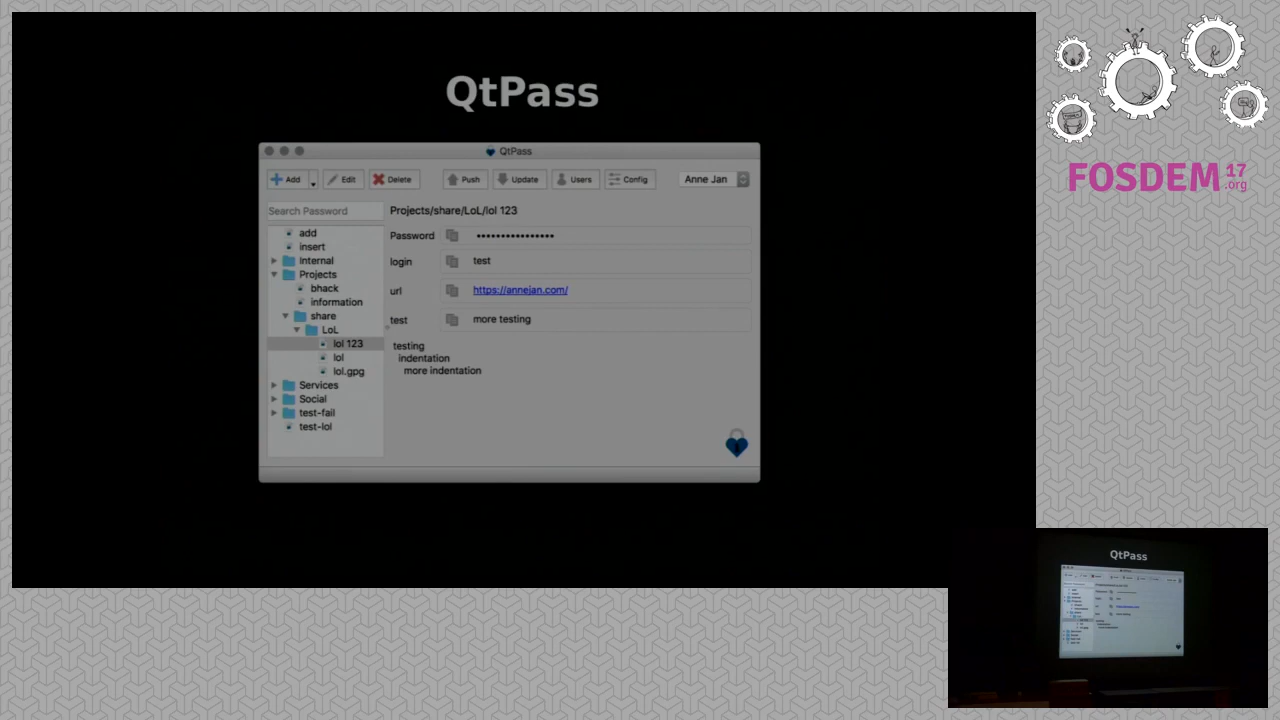 QtPass
QtPass
Add
Edit
Delete
Push
Update
Users
Config
Anne Jan
Search Password
Projects/share/LoL/lol 123
add
insert
Internal
Projects
bhack
information
share
LoL
lol 123
lol
lol.gpg
Services
Social
test-fail
test-lol
Password ••••••••••••••••
login test
url https://annejan.com/
test more testing
testing
indentation
more indentation
FOSDEM 17
.org
QtPass